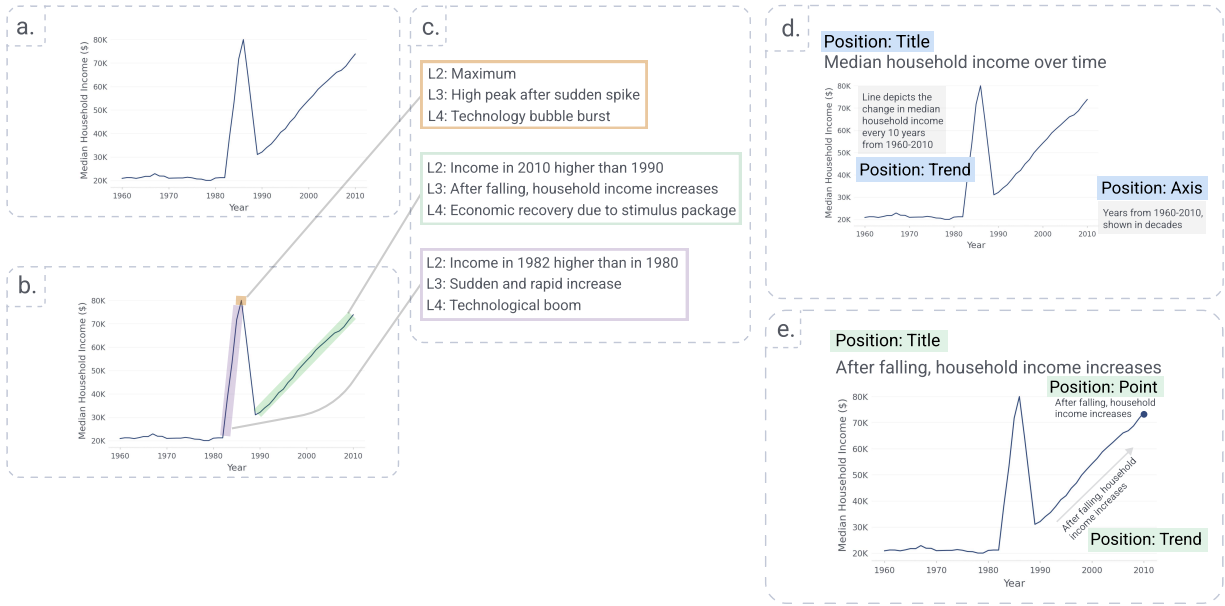 a.
Median Household Income ($)
80K
70K
60K
50K
40K
30K
20K
1960 1970 1980 1990 2000 2010
Year
b.
Median Household Income ($)
80K
70K
60K
50K
40K
30K
20K
1960 1970 1980 1990 2000 2010
Year
c.
L2: Maximum
L3: High peak after sudden spike
L4: Technology bubble burst
L2: Income in 2010 higher than 1990
L3: After falling, household income increases
L4: Economic recovery due to stimulus package
L2: Income in 1982 higher than in 1980
L3: Sudden and rapid increase
L4: Technological boom
d.
Position: Title
Median household income over time
Median Household Income ($)
80K
70K
60K
50K
40K
30K
20K
Line depicts the
change in median
household income
every 10 years
from 1960-2010
Position: Trend
Position: Axis
Years from 1960-2010,
shown in decades
1960 1970 1980 1990 2000 2010
Year
e.
Position: Title
After falling, household income increases
Position: Point
After falling, household
income increases
Median Household Income ($)
80K
70K
60K
50K
40K
30K
20K
After falling, household
income increases
Position: Trend
1960 1970 1980 1990 2000 2010
Year